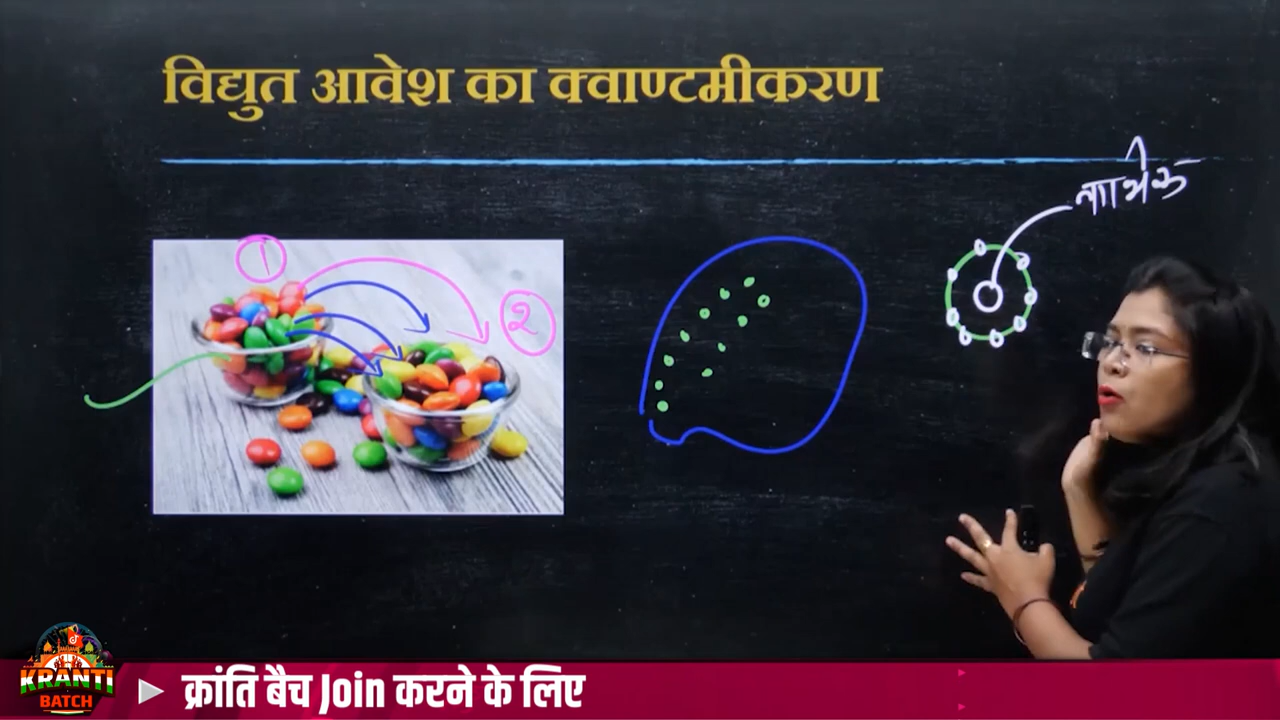 विद्युत आवेश का क्वाण्टमीकरण
नाभिक
1
2
KRANTI
BATCH
क्रांति बैच Join करने के लिए